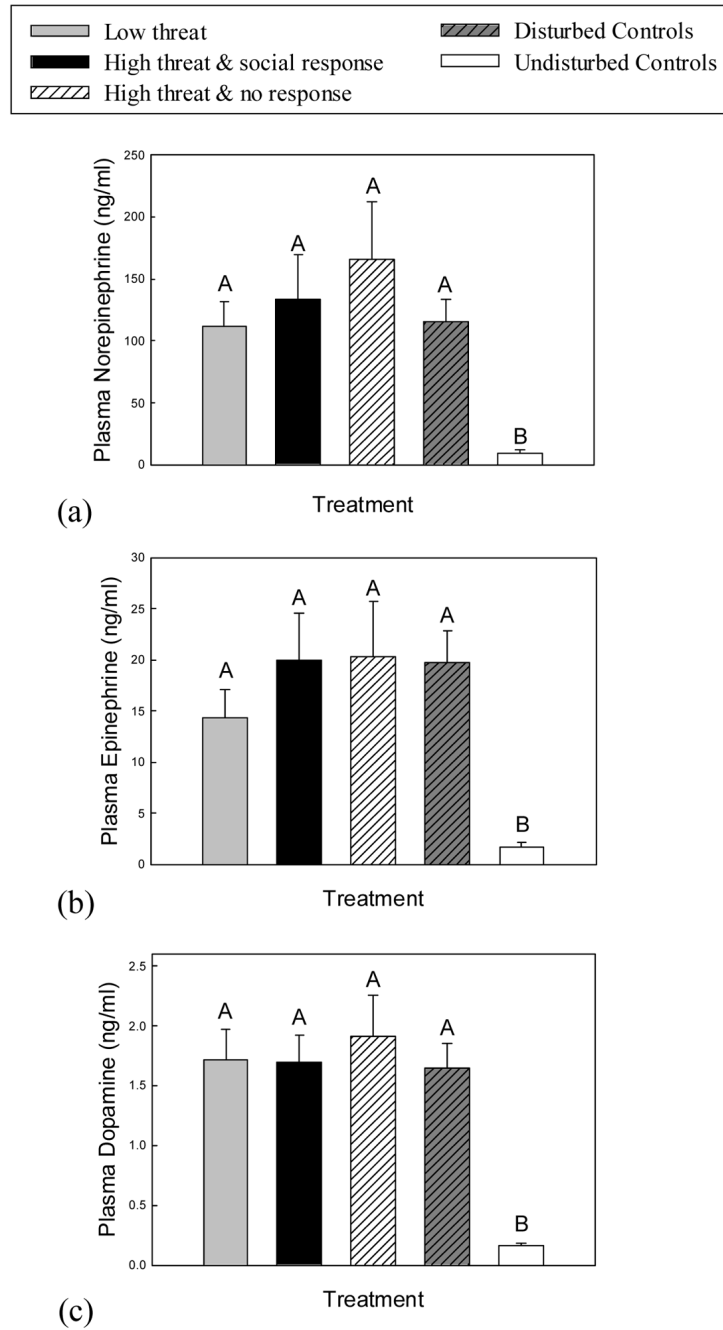 Low threat
High threat & social response
High threat & no response
Disturbed Controls
Undisturbed Controls
Plasma Norepinephrine (ng/ml)
250
200
150
100
50
0
A
A
A
A
B
Treatment
(a)
Plasma Epinephrine (ng/ml)
30
25
20
15
10
5
0
A
A
A
A
B
Treatment
(b)
Plasma Dopamine (ng/ml)
2.5
2.0
1.5
1.0
0.5
0.0
A
A
A
A
B
Treatment
(c)